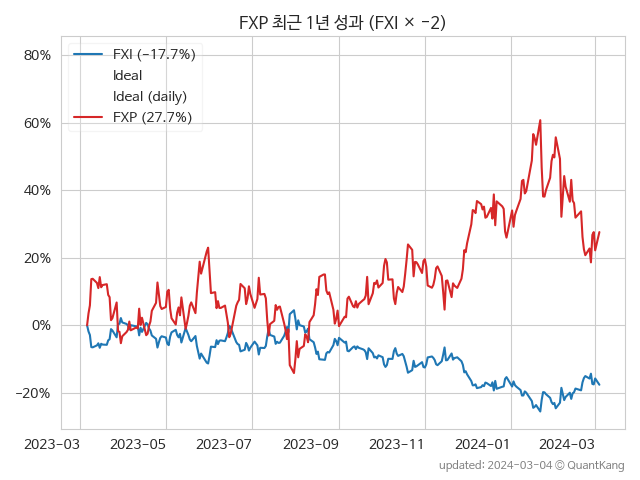 FXP 최근 1년 성과 (FXI × −2)
FXI (−17.7%)
Ideal
Ideal (daily)
FXP (27.7%)
80%
60%
40%
20%
0%
−20%
2023−03 2023−05 2023−07 2023−09 2023−11 2024−01 2024−03
updated: 2024−03−04 © QuantKang